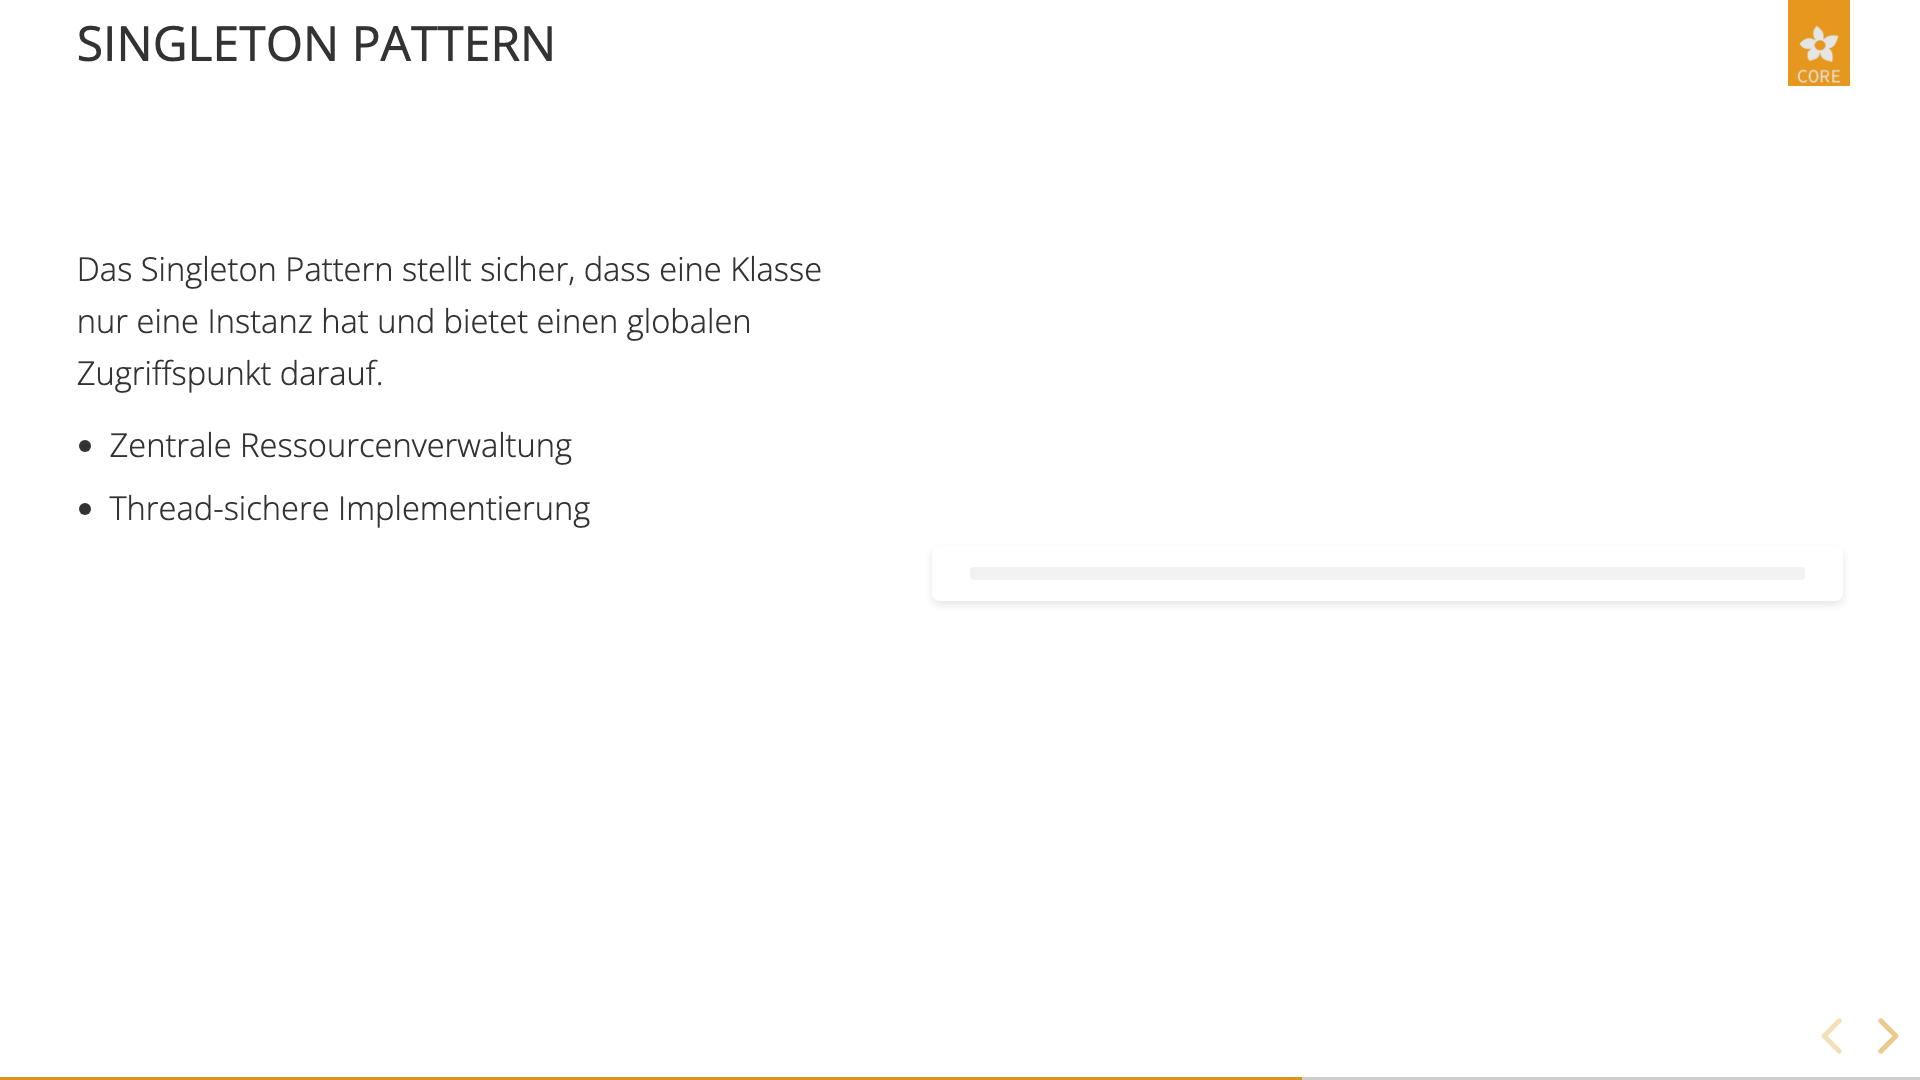 SINGLETON PATTERN
CORE
Das Singleton Pattern stellt sicher, dass eine Klasse
nur eine Instanz hat und bietet einen globalen
Zugriffspunkt darauf.
• Zentrale Ressourcenverwaltung
• Thread-sichere Implementierung